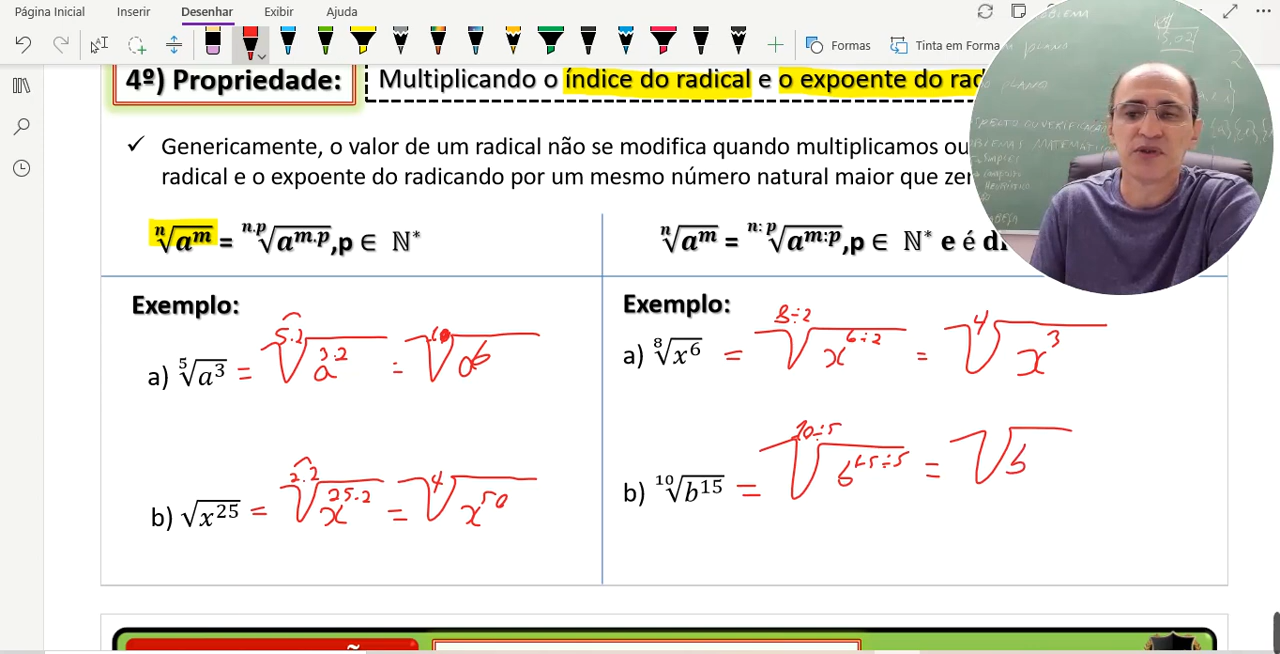 Página Inicial Inserir Desenhar Exibir Ajuda
Formas Tinta em Forma
4º) Propriedade: Multiplicando o índice do radical e o expoente do rad
✓ Genericamente, o valor de um radical não se modifica quando multiplicamos ou
radical e o expoente do radicando por um mesmo número natural maior que zer
ⁿ√aᵐ = ⁿ·ᵖ√aᵐ·ᵖ, p ∈ ℕ*
ⁿ√aᵐ = ⁿ:ᵖ√aᵐ:ᵖ, p ∈ ℕ* e é di
Exemplo:
a) ⁵√a³ = ⁵·²√a³·² = ¹⁰√a⁶
b) √x²⁵ = ²·²√x²⁵·² = ⁴√x⁵⁰
Exemplo:
a) ⁸√x⁶ = ⁸÷²√x⁶÷² = ⁴√x³
b) ¹⁰√b¹⁵ = ¹⁰÷⁵√b¹⁵÷⁵ = √b